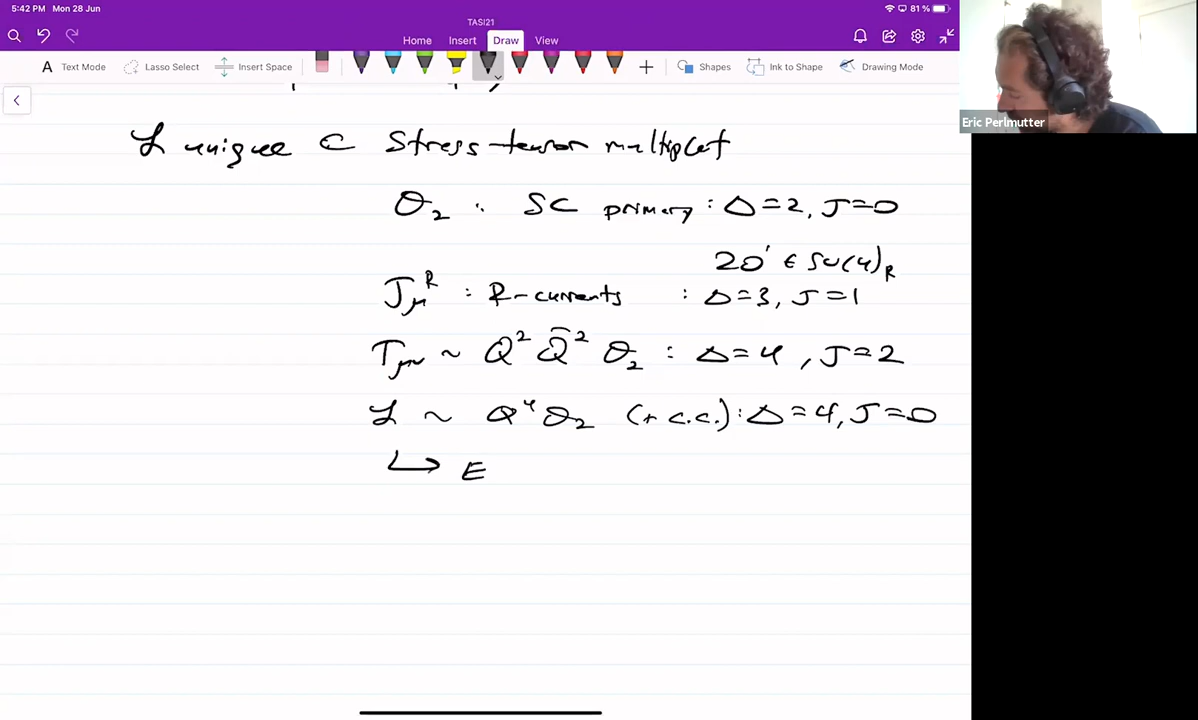 5:42 PM Mon 28 Jun
81 %
TASI21
Home Insert Draw View
A Text Mode Lasso Select Insert Space Shapes Ink to Shape Drawing Mode
Eric Perlmutter
ℒ unique ⊂ Stress-tensor multiplet
O₂ : SC primary : Δ=2, J=0
20' ∈ SU(4)_R
J_μ^R : R-currents : Δ=3, J=1
T_μν ~ Q² Q̄² O₂ : Δ=4, J=2
ℒ ~ Q⁴ O₂ (+ c.c.) : Δ=4, J=0
↳ E